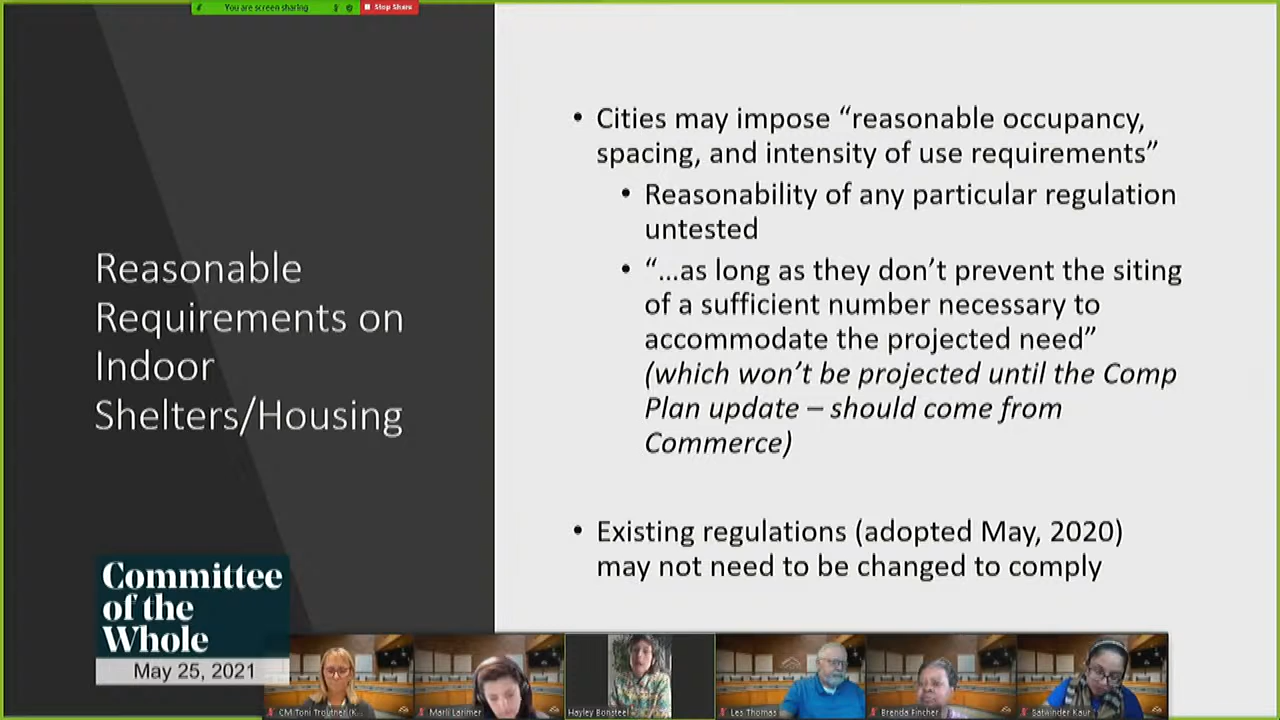 You are screen sharing
Stop Share
Reasonable
Requirements on
Indoor
Shelters/Housing
• Cities may impose “reasonable occupancy,
spacing, and intensity of use requirements”
• Reasonability of any particular regulation
untested
• “...as long as they don’t prevent the siting
of a sufficient number necessary to
accommodate the projected need”
(which won’t be projected until the Comp
Plan update – should come from
Commerce)
• Existing regulations (adopted May, 2020)
may not need to be changed to comply
Committee
of the
Whole
May 25, 2021
CM Toni Troutner (K...
Marli Larimer
Hayley Bonsteel
Les Thomas
Brenda Fincher
Satwinder Kaur